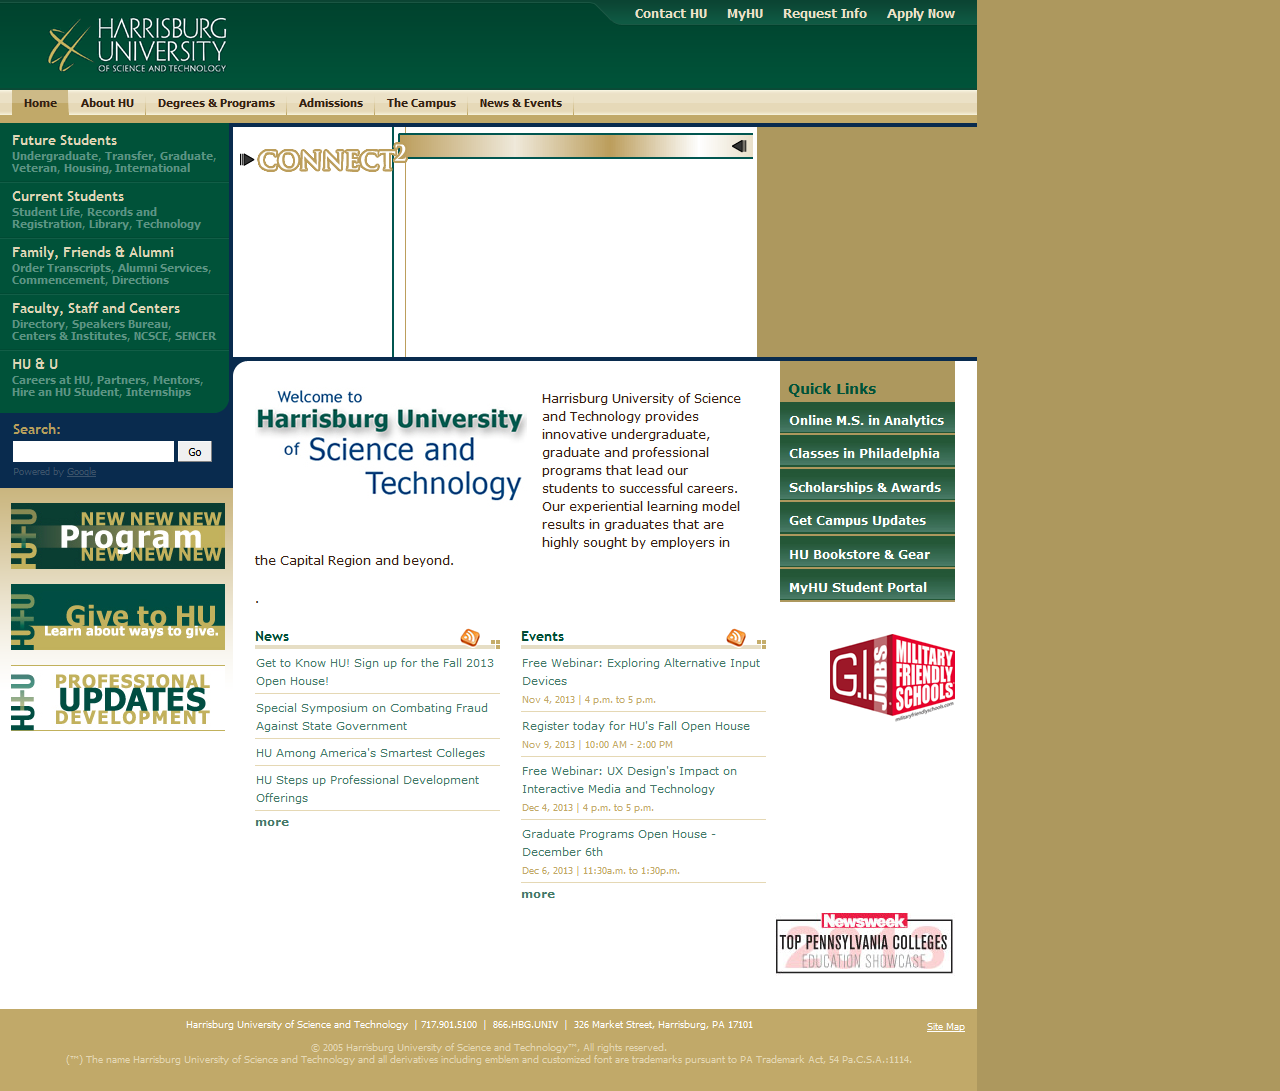 Contact HU
MyHU
Request Info
Apply Now
HARRISBURG
UNIVERSITY
OF SCIENCE AND TECHNOLOGY
Home
About HU
Degrees & Programs
Admissions
The Campus
News & Events
Future Students
Undergraduate, Transfer, Graduate,
Veteran, Housing, International
Current Students
Student Life, Records and
Registration, Library, Technology
Family, Friends & Alumni
Order Transcripts, Alumni Services,
Commencement, Directions
Faculty, Staff and Centers
Directory, Speakers Bureau,
Centers & Institutes, NCSCE, SENCER
HU & U
Careers at HU, Partners, Mentors,
Hire an HU Student, Internships
Search:
Go
Powered by Google
HU+U
NEW NEW NEW
Program
NEW NEW NEW
HU+U
Give to HU
Learn about ways to give.
HU+U
PROFESSIONAL
UPDATES
DEVELOPMENT
CONNECT2
Welcome to
Harrisburg University
of Science and
Technology
Harrisburg University of Science
and Technology provides
innovative undergraduate,
graduate and professional
programs that lead our
students to successful careers.
Our experiential learning model
results in graduates that are
highly sought by employers in
the Capital Region and beyond.
.
News
Get to Know HU! Sign up for the Fall 2013
Open House!
Special Symposium on Combating Fraud
Against State Government
HU Among America's Smartest Colleges
HU Steps up Professional Development
Offerings
more
Events
Free Webinar: Exploring Alternative Input
Devices
Nov 4, 2013 | 4 p.m. to 5 p.m.
Register today for HU's Fall Open House
Nov 9, 2013 | 10:00 AM - 2:00 PM
Free Webinar: UX Design's Impact on
Interactive Media and Technology
Dec 4, 2013 | 4 p.m. to 5 p.m.
Graduate Programs Open House -
December 6th
Dec 6, 2013 | 11:30a.m. to 1:30p.m.
more
Quick Links
Online M.S. in Analytics
Classes in Philadelphia
Scholarships & Awards
Get Campus Updates
HU Bookstore & Gear
MyHU Student Portal
G.I. JOBS
MILITARY
FRIENDLY
SCHOOLS
militaryfriendlyschools.com
Newsweek
2013
TOP PENNSYLVANIA COLLEGES
EDUCATION SHOWCASE
Harrisburg University of Science and Technology | 717.901.5100 | 866.HBG.UNIV | 326 Market Street, Harrisburg, PA 17101
Site Map
© 2005 Harrisburg University of Science and Technology℠, All rights reserved.
(℠) The name Harrisburg University of Science and Technology and all derivatives including emblem and customized font are trademarks pursuant to PA Trademark Act, 54 Pa.C.S.A.:1114.